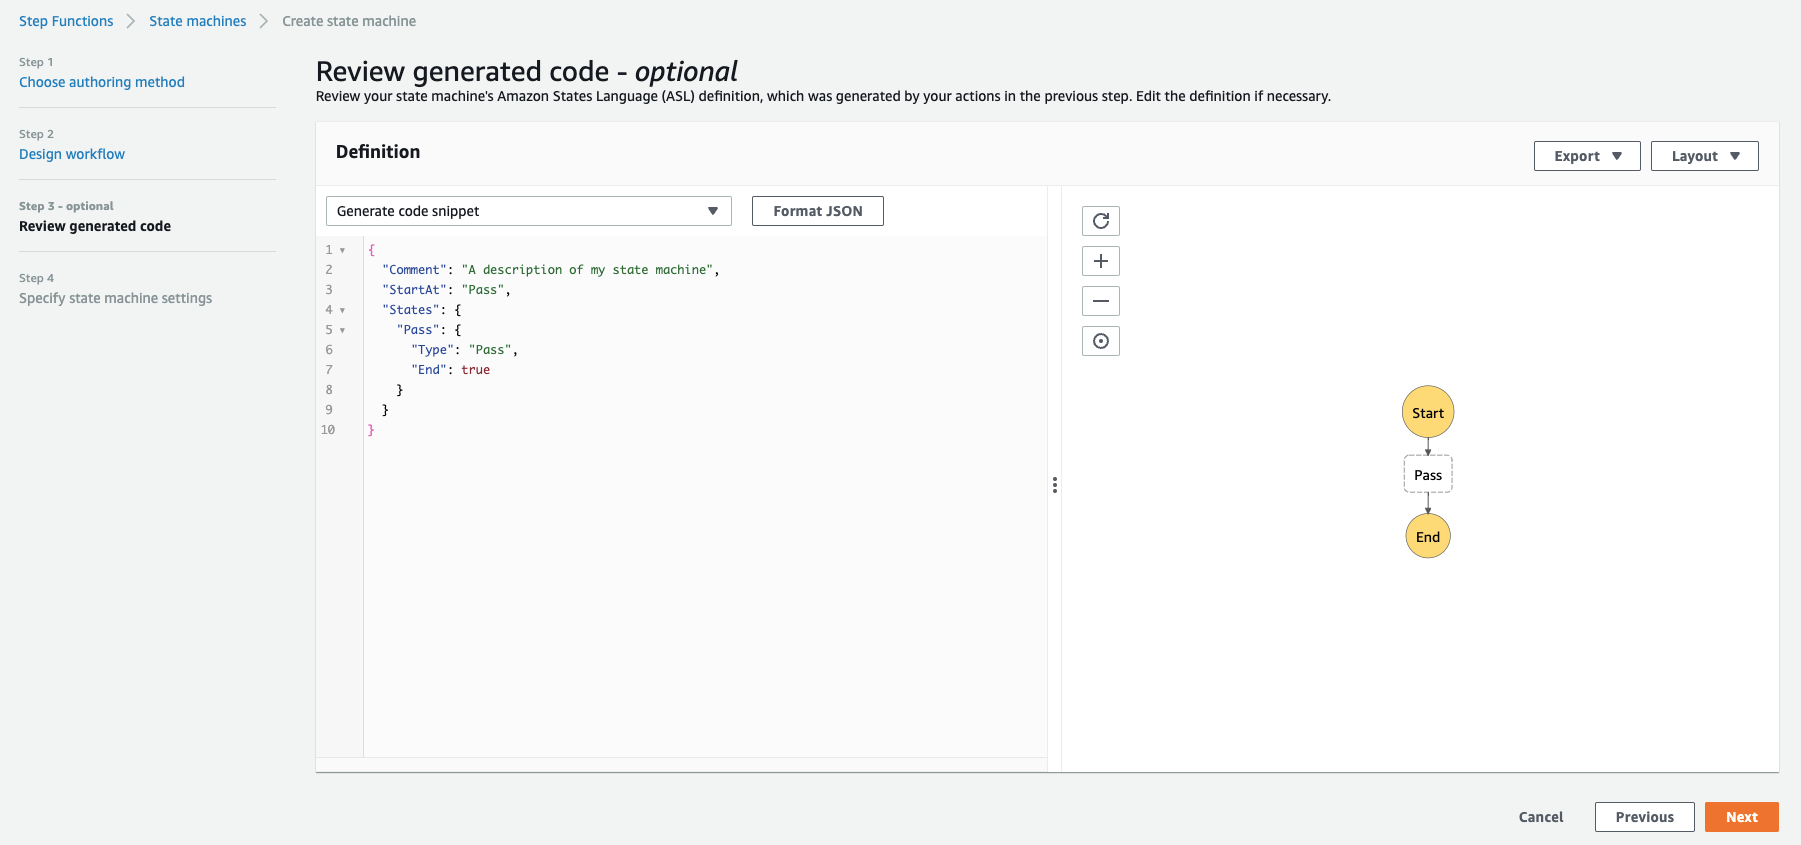 Step Functions
State machines
Create state machine
Step 1
Choose authoring method
Step 2
Design workflow
Step 3 - optional
Review generated code
Step 4
Specify state machine settings
Review generated code - optional
Review your state machine's Amazon States Language (ASL) definition, which was generated by your actions in the previous step. Edit the definition if necessary.
Definition
Export
Layout
Generate code snippet
Format JSON
1 {
2 "Comment": "A description of my state machine",
3 "StartAt": "Pass",
4 "States": {
5 "Pass": {
6 "Type": "Pass",
7 "End": true
8 }
9 }
10 }
Start
Pass
End
Cancel
Previous
Next